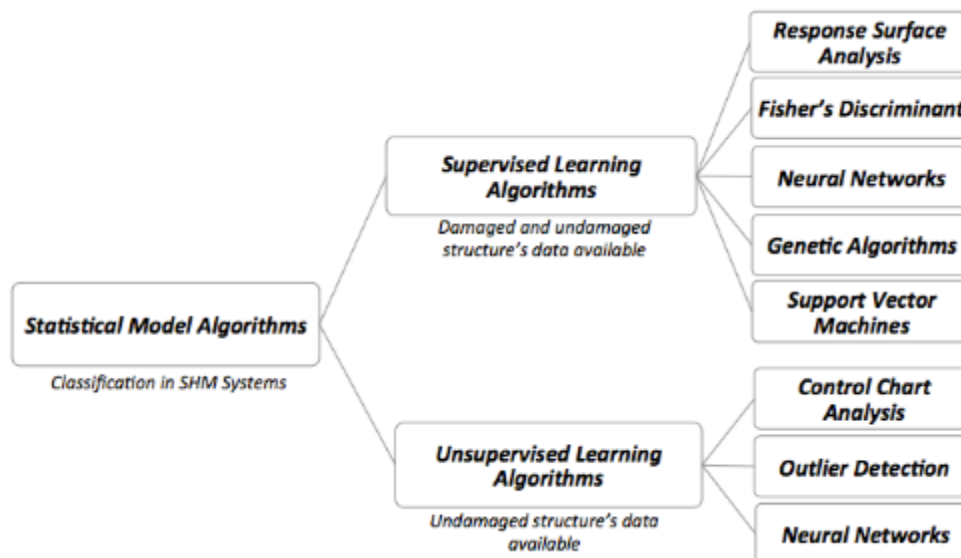 Response Surface
Analysis
Fisher's Discriminant
Supervised Learning
Algorithms
Neural Networks
Damaged and undamaged
structure's data available
Genetic Algorithms
Statistical Model Algorithms
Support Vector
Machines
Classification in SHM Systems
Control Chart
Analysis
Unsupervised Learning
Algorithms
Outlier Detection
Undamaged structure's data
available
Neural Networks